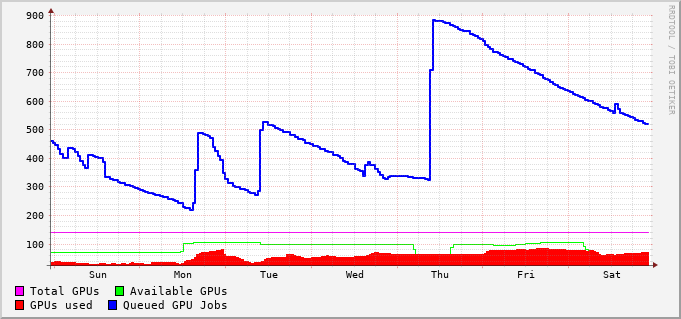 900
800
700
600
500
400
300
200
100
Sun Mon Tue Wed Thu Fri Sat
Total GPUs Available GPUs
GPUs used Queued GPU Jobs
RRDTOOL / TOBI OETIKER